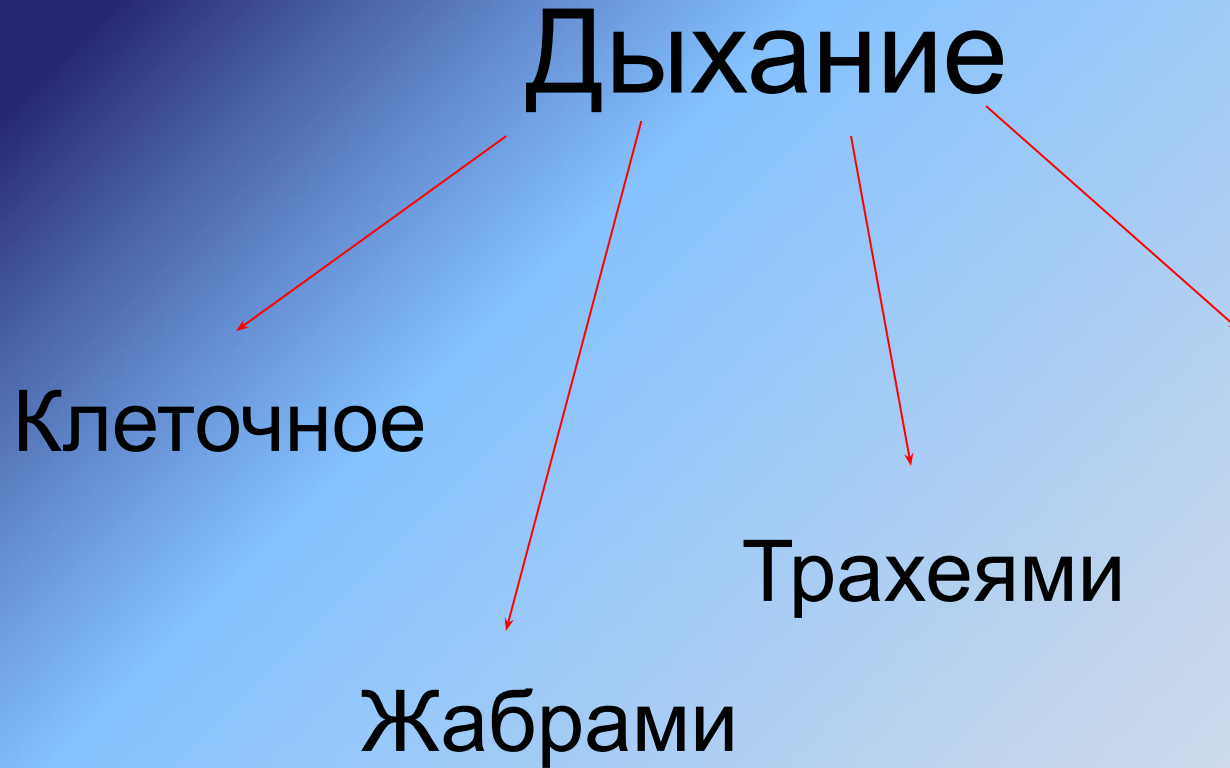 Дыхание
Клеточное
Трахеями
Жабрами